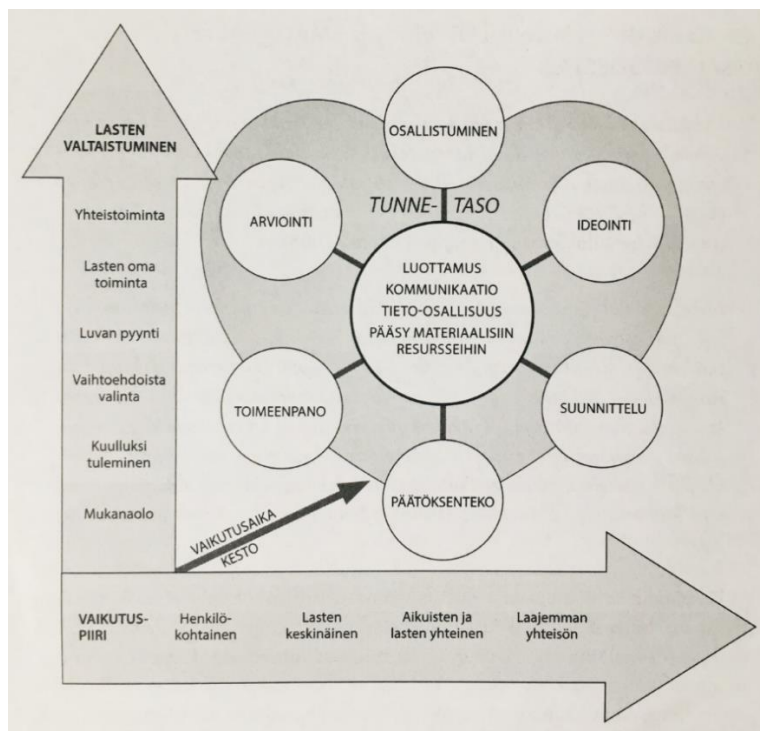 LASTEN
VALTAISTUMINEN
Yhteistoiminta
Lasten oma
toiminta
Luvan pyynti
Vaihtoehdoista
valinta
Kuulluksi
tuleminen
Mukanaolo
OSALLISTUMINEN
ARVIOINTI
TUNNE- TASO
IDEOINTI
LUOTTAMUS
KOMMUNIKAATIO
TIETO-OSALLISUUS
PÄÄSY MATERIAALISIIN
RESURSSEIHIN
TOIMEENPANO
SUUNNITTELU
PÄÄTÖKSENTEKO
VAIKUTUSAIKA
KESTO
VAIKUTUS-
PIIRI
Henkilö-
kohtainen
Lasten
keskinäinen
Aikuisten ja
lasten yhteinen
Laajemman
yhteisön